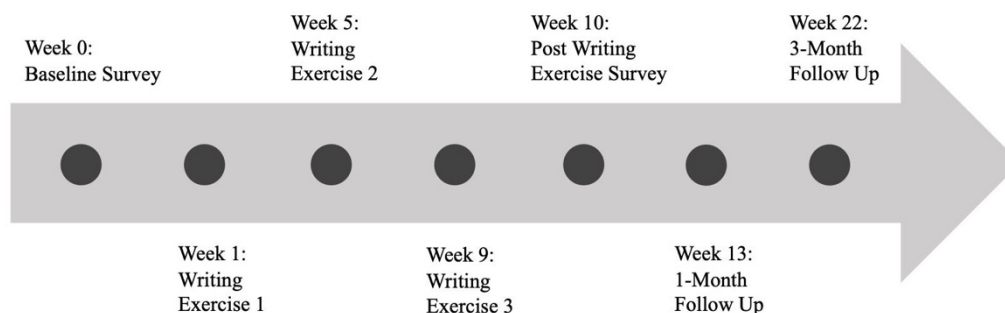 Week 0:
Baseline Survey
Week 5:
Writing
Exercise 2
Week 10:
Post Writing
Exercise Survey
Week 22:
3-Month
Follow Up
Week 1:
Writing
Exercise 1
Week 9:
Writing
Exercise 3
Week 13:
1-Month
Follow Up